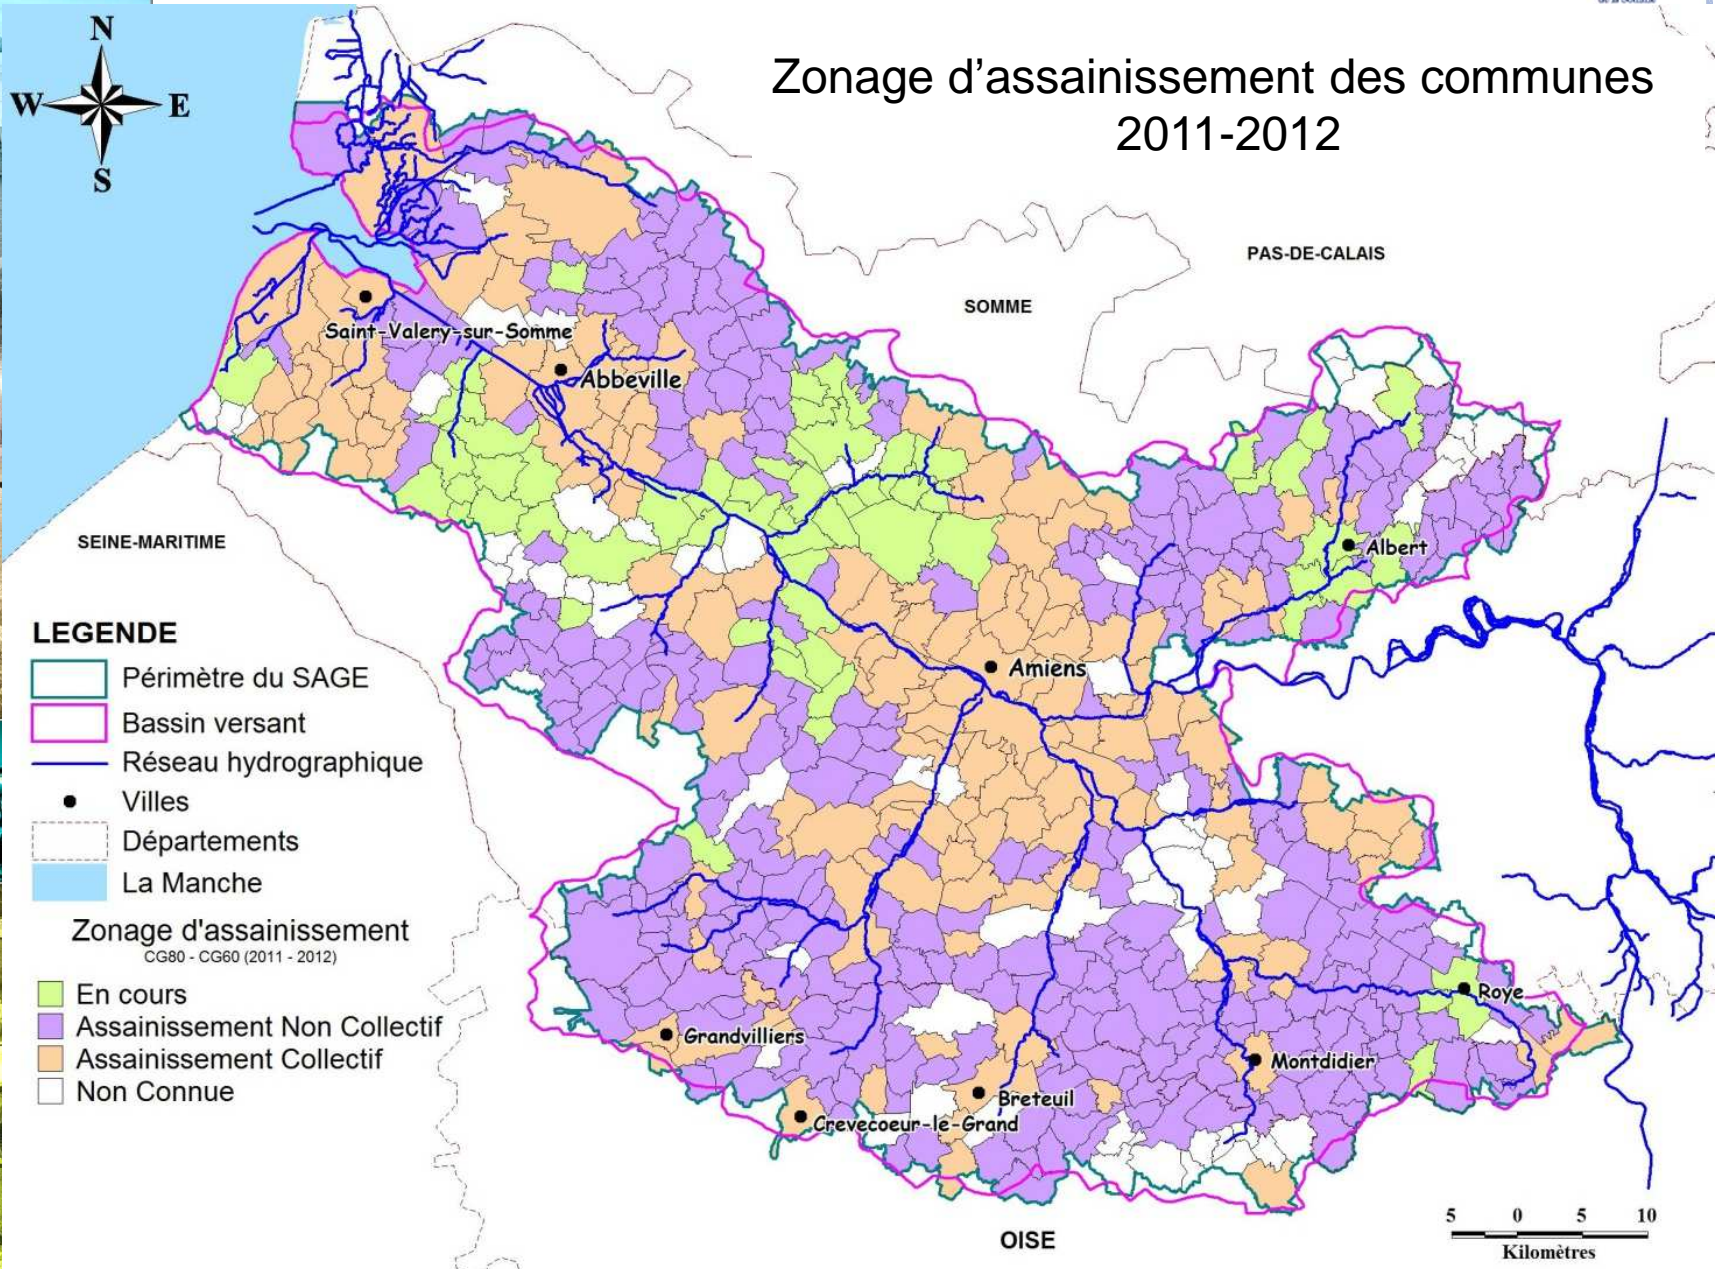 N
W E
S
Zonage d'assainissement des communes
2011-2012
PAS-DE-CALAIS
SOMME
Saint-Valery-sur-Somme
Abbeville
SEINE-MARITIME
Albert
Amiens
LEGENDE
Périmètre du SAGE
Bassin versant
Réseau hydrographique
Villes
Départements
La Manche
Zonage d'assainissement
CG80 - CG60 (2011 - 2012)
En cours
Assainissement Non Collectif
Assainissement Collectif
Non Connue
Roye
Grandvilliers
Montdidier
Breteuil
Crevecoeur-le-Grand
OISE
5 0 5 10
Kilomètres